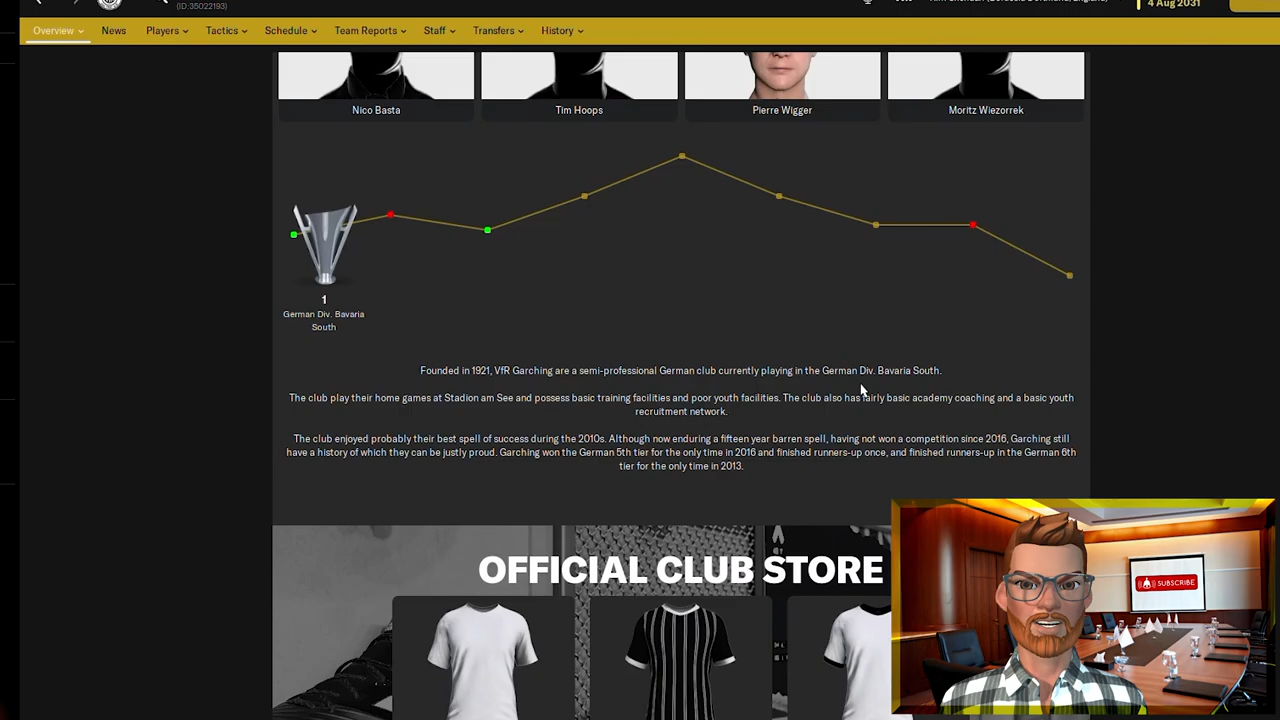 (ID:35022193)
4 Aug 2031
Overview
News
Players
Tactics
Schedule
Team Reports
Staff
Transfers
History
Nico Basta
Tim Hoops
Pierre Wigger
Moritz Wiezorrek
1
German Div. Bavaria
South
Founded in 1921, VfR Garching are a semi-professional German club currently playing in the German Div. Bavaria South.
The club play their home games at Stadion am See and possess basic training facilities and poor youth facilities. The club also has fairly basic academy coaching and a basic youth
recruitment network.
The club enjoyed probably their best spell of success during the 2010s. Although now enduring a fifteen year barren spell, having not won a competition since 2016, Garching still
have a history of which they can be justly proud. Garching won the German 5th tier for the only time in 2016 and finished runners-up once, and finished runners-up in the German 6th
tier for the only time in 2013.
OFFICIAL CLUB STORE
SUBSCRIBE